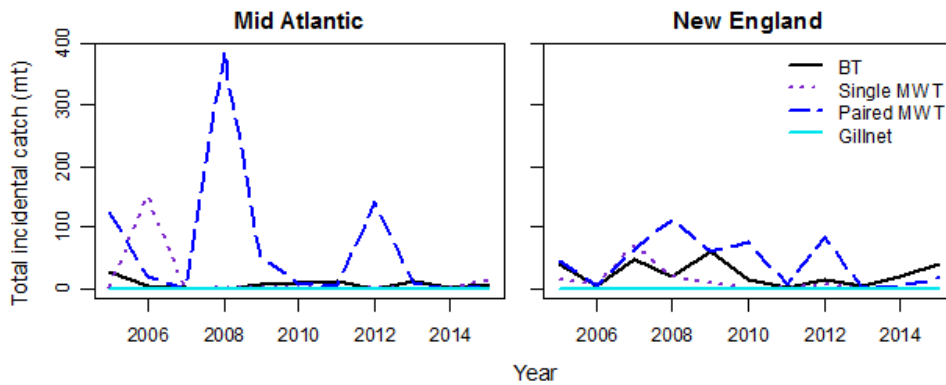 Mid Atlantic
New England
Total incidental catch (mt)
400
300
200
100
0
BT
Single MWT
Paired MWT
Gillnet
2006 2008 2010 2012 2014
2006 2008 2010 2012 2014
Year